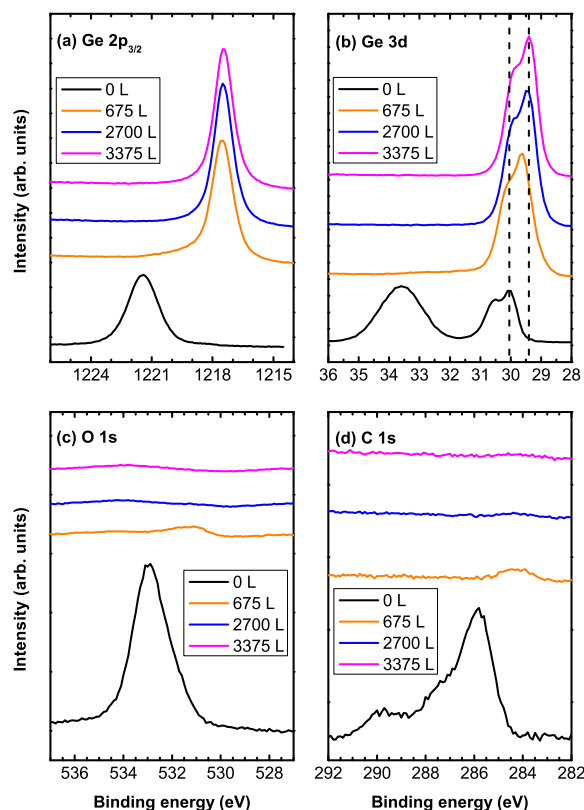 (a) Ge 2p3/2
0 L
675 L
2700 L
3375 L
Intensity (arb. units)
1224 1221 1218 1215
(b) Ge 3d
0 L
675 L
2700 L
3375 L
36 35 34 33 32 31 30 29 28
(c) O 1s
0 L
675 L
2700 L
3375 L
Intensity (arb. units)
536 534 532 530 528
Binding energy (eV)
(d) C 1s
0 L
675 L
2700 L
3375 L
292 290 288 286 284 282
Binding energy (eV)